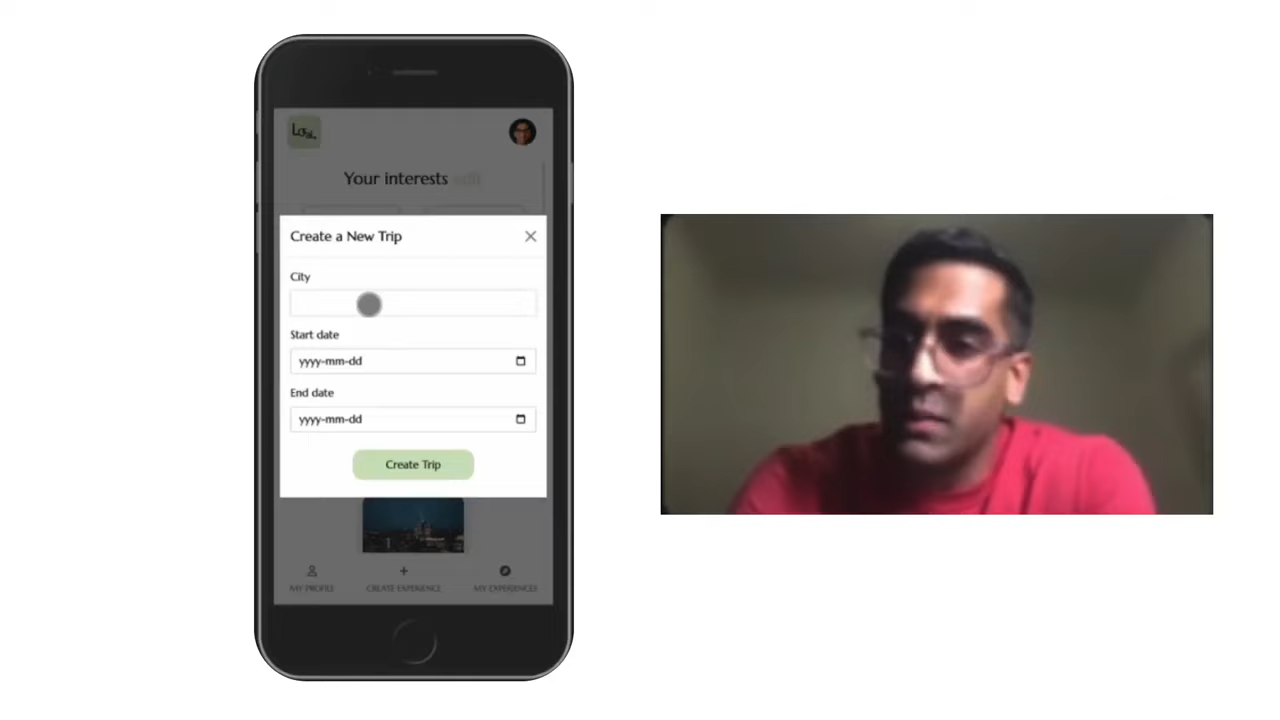 Your interests edit
Create a New Trip
City
Start date
yyyy-mm-dd
End date
yyyy-mm-dd
Create Trip
MY PROFILE
CREATE EXPERIENCE
MY EXPERIENCES